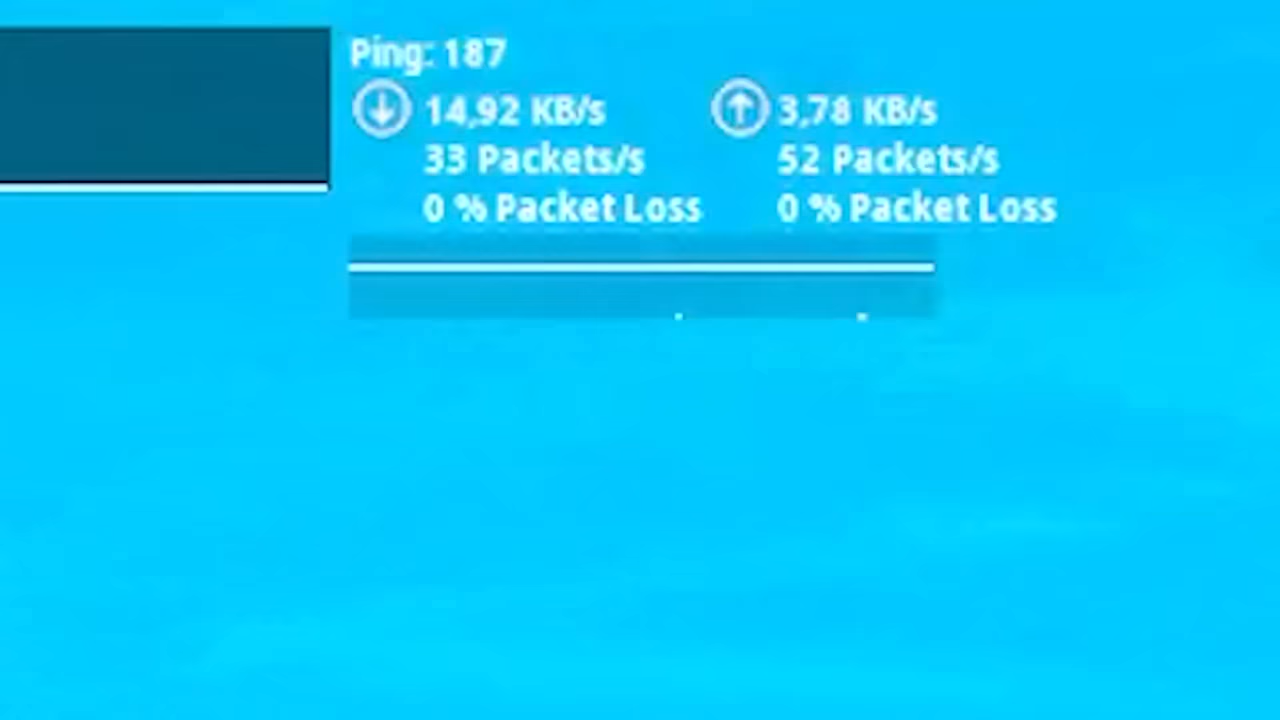 Ping: 187
14,92 KB/s 3,78 KB/s
33 Packets/s 52 Packets/s
0 % Packet Loss 0 % Packet Loss